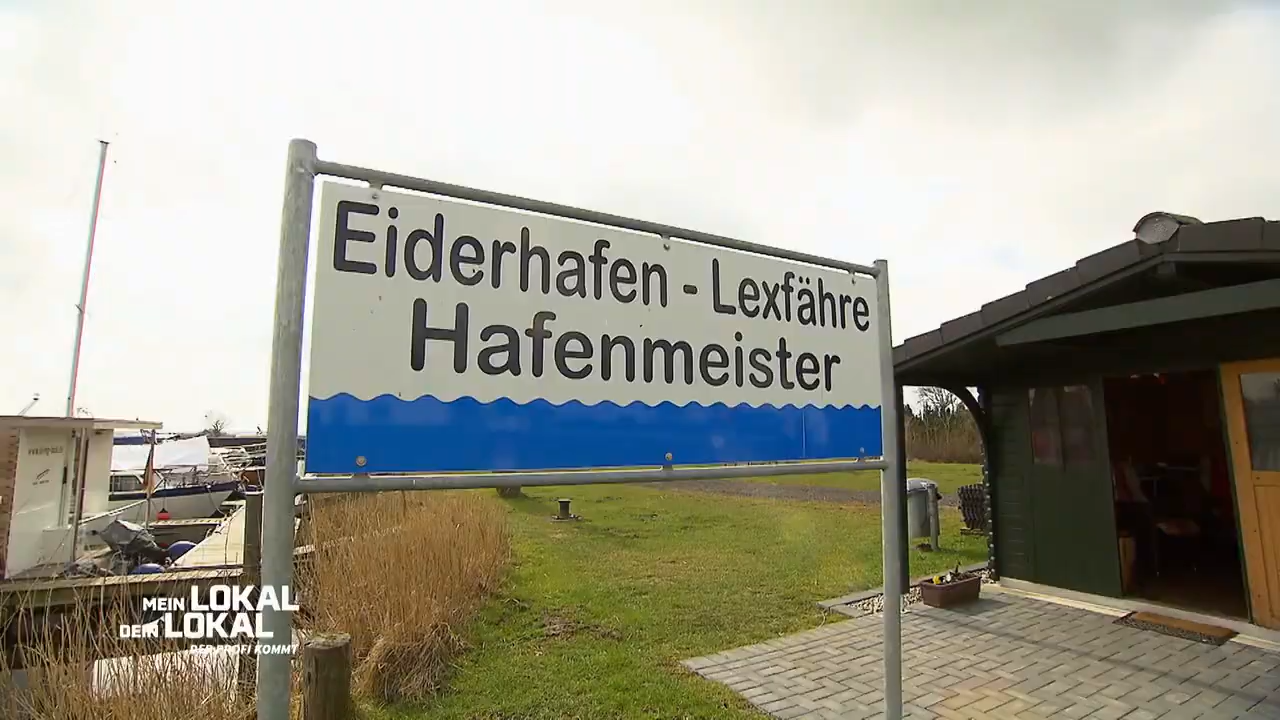 Eiderhafen - Lexfähre
Hafenmeister
MEIN LOKAL
DEIN LOKAL
DER PROFI KOMMT